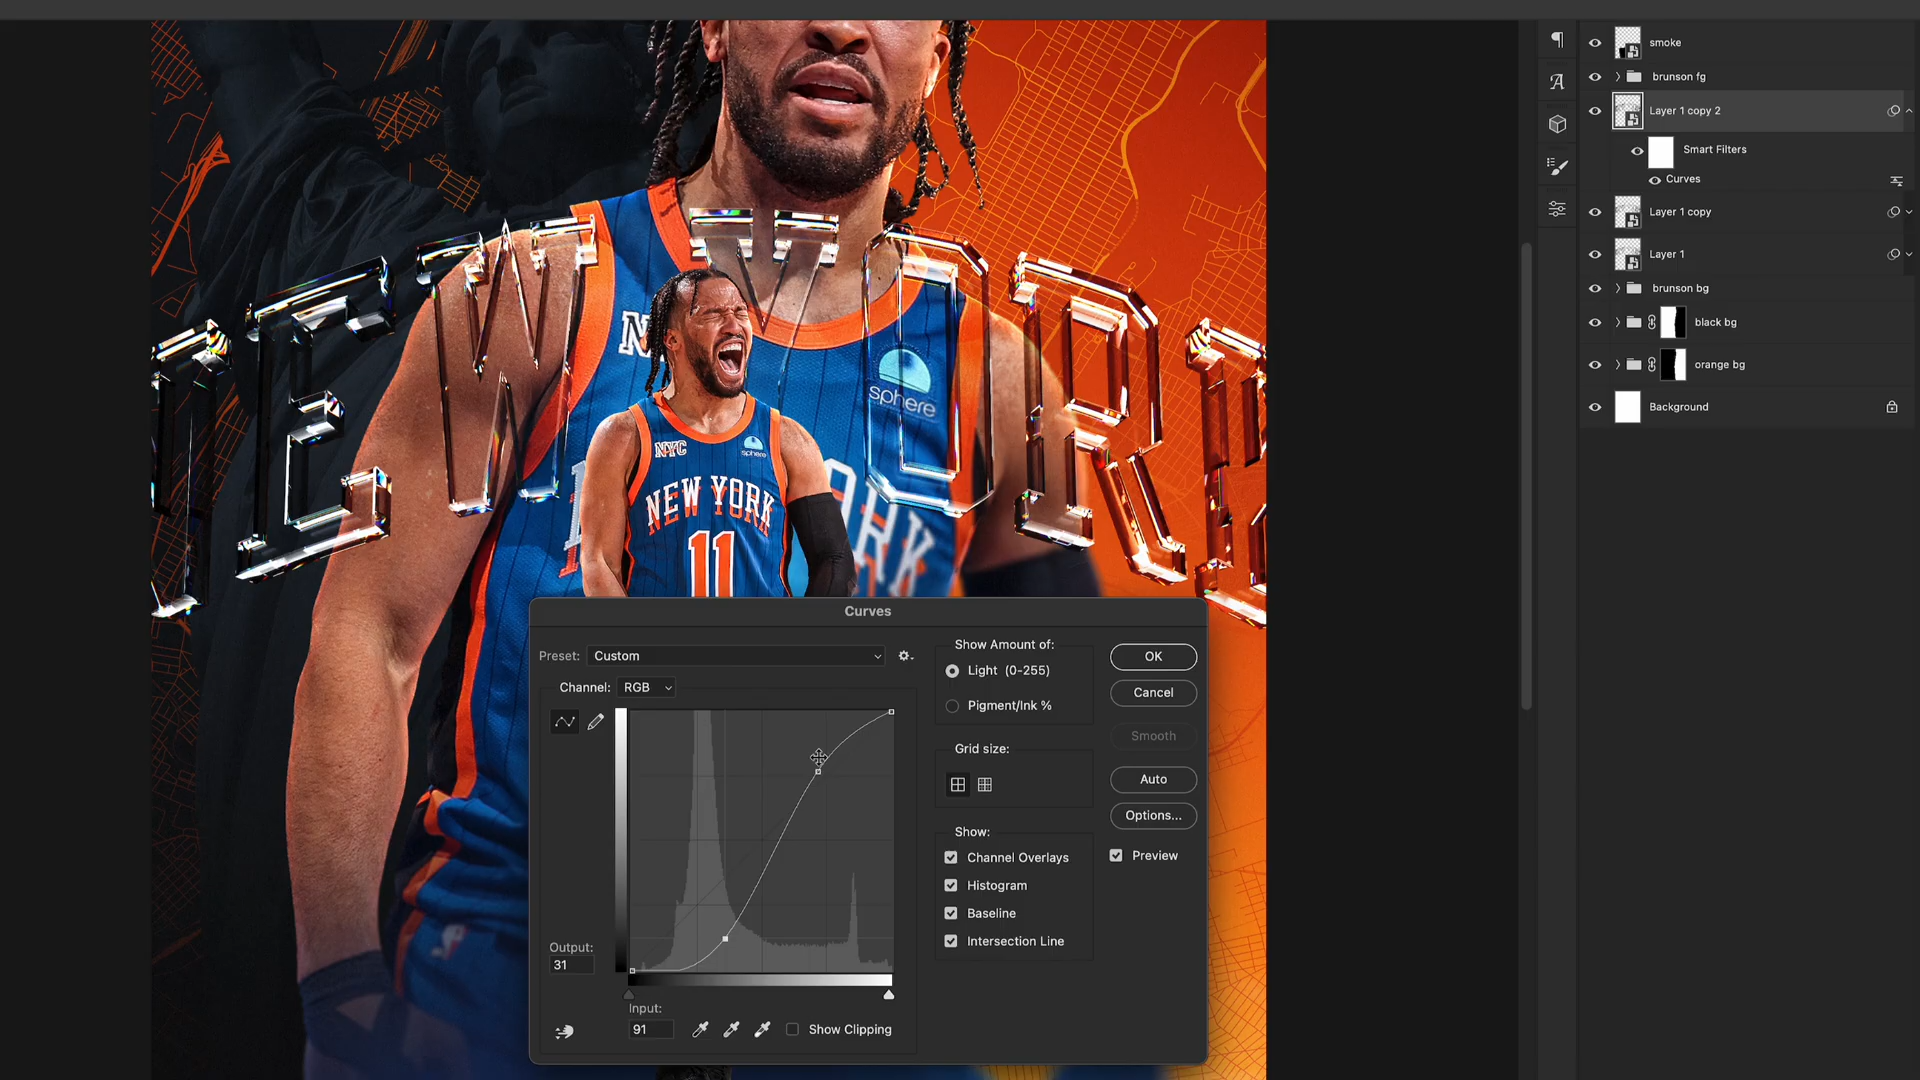 smoke
brunson fg
Layer 1 copy 2
Smart Filters
Curves
Layer 1 copy
Layer 1
brunson bg
black bg
orange bg
Background
NEW YORK
sphere
NYC
sphere
NEW YORK
11
Curves
Preset: Custom
Channel: RGB
Output:
31
Input:
91
Show Clipping
Show Amount of:
Light (0-255)
Pigment/Ink %
Grid size:
Show:
Channel Overlays
Histogram
Baseline
Intersection Line
OK
Cancel
Smooth
Auto
Options...
Preview